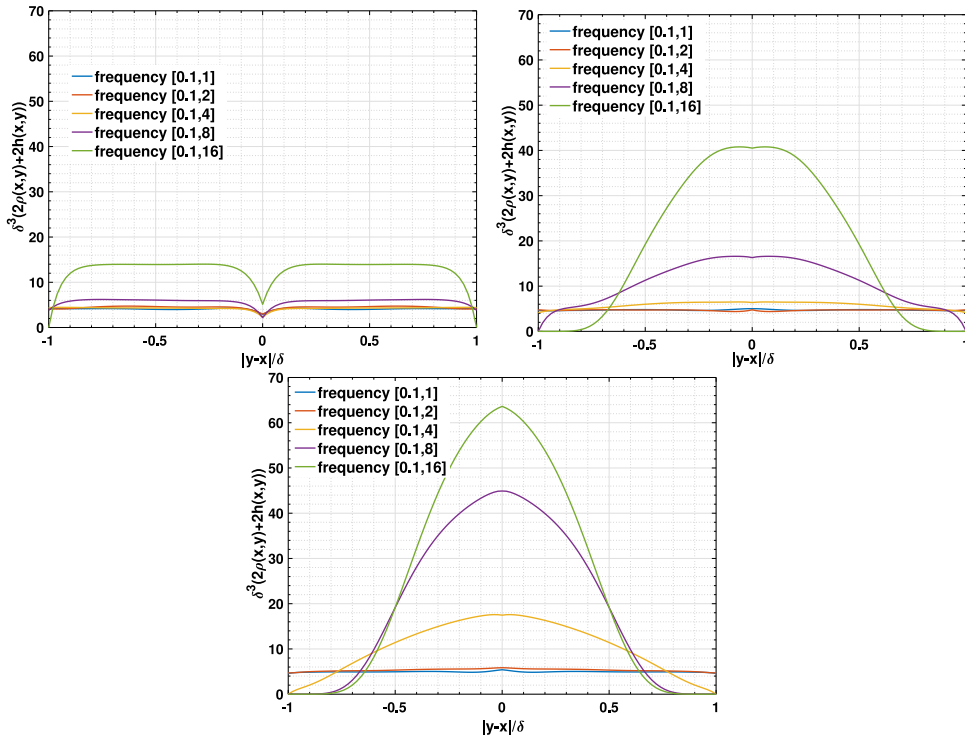 70
60
50
40
30
20
10
0
δ³(2ρ(x,y)+2h(x,y))
frequency [0.1,1]
frequency [0.1,2]
frequency [0.1,4]
frequency [0.1,8]
frequency [0.1,16]
-1 -0.5 0 0.5 1
|y-x|/δ
70
60
50
40
30
20
10
0
δ³(2ρ(x,y)+2h(x,y))
frequency [0.1,1]
frequency [0.1,2]
frequency [0.1,4]
frequency [0.1,8]
frequency [0.1,16]
-1 -0.5 0 0.5 1
|y-x|/δ
70
60
50
40
30
20
10
0
δ³(2ρ(x,y)+2h(x,y))
frequency [0.1,1]
frequency [0.1,2]
frequency [0.1,4]
frequency [0.1,8]
frequency [0.1,16]
-1 -0.5 0 0.5 1
|y-x|/δ